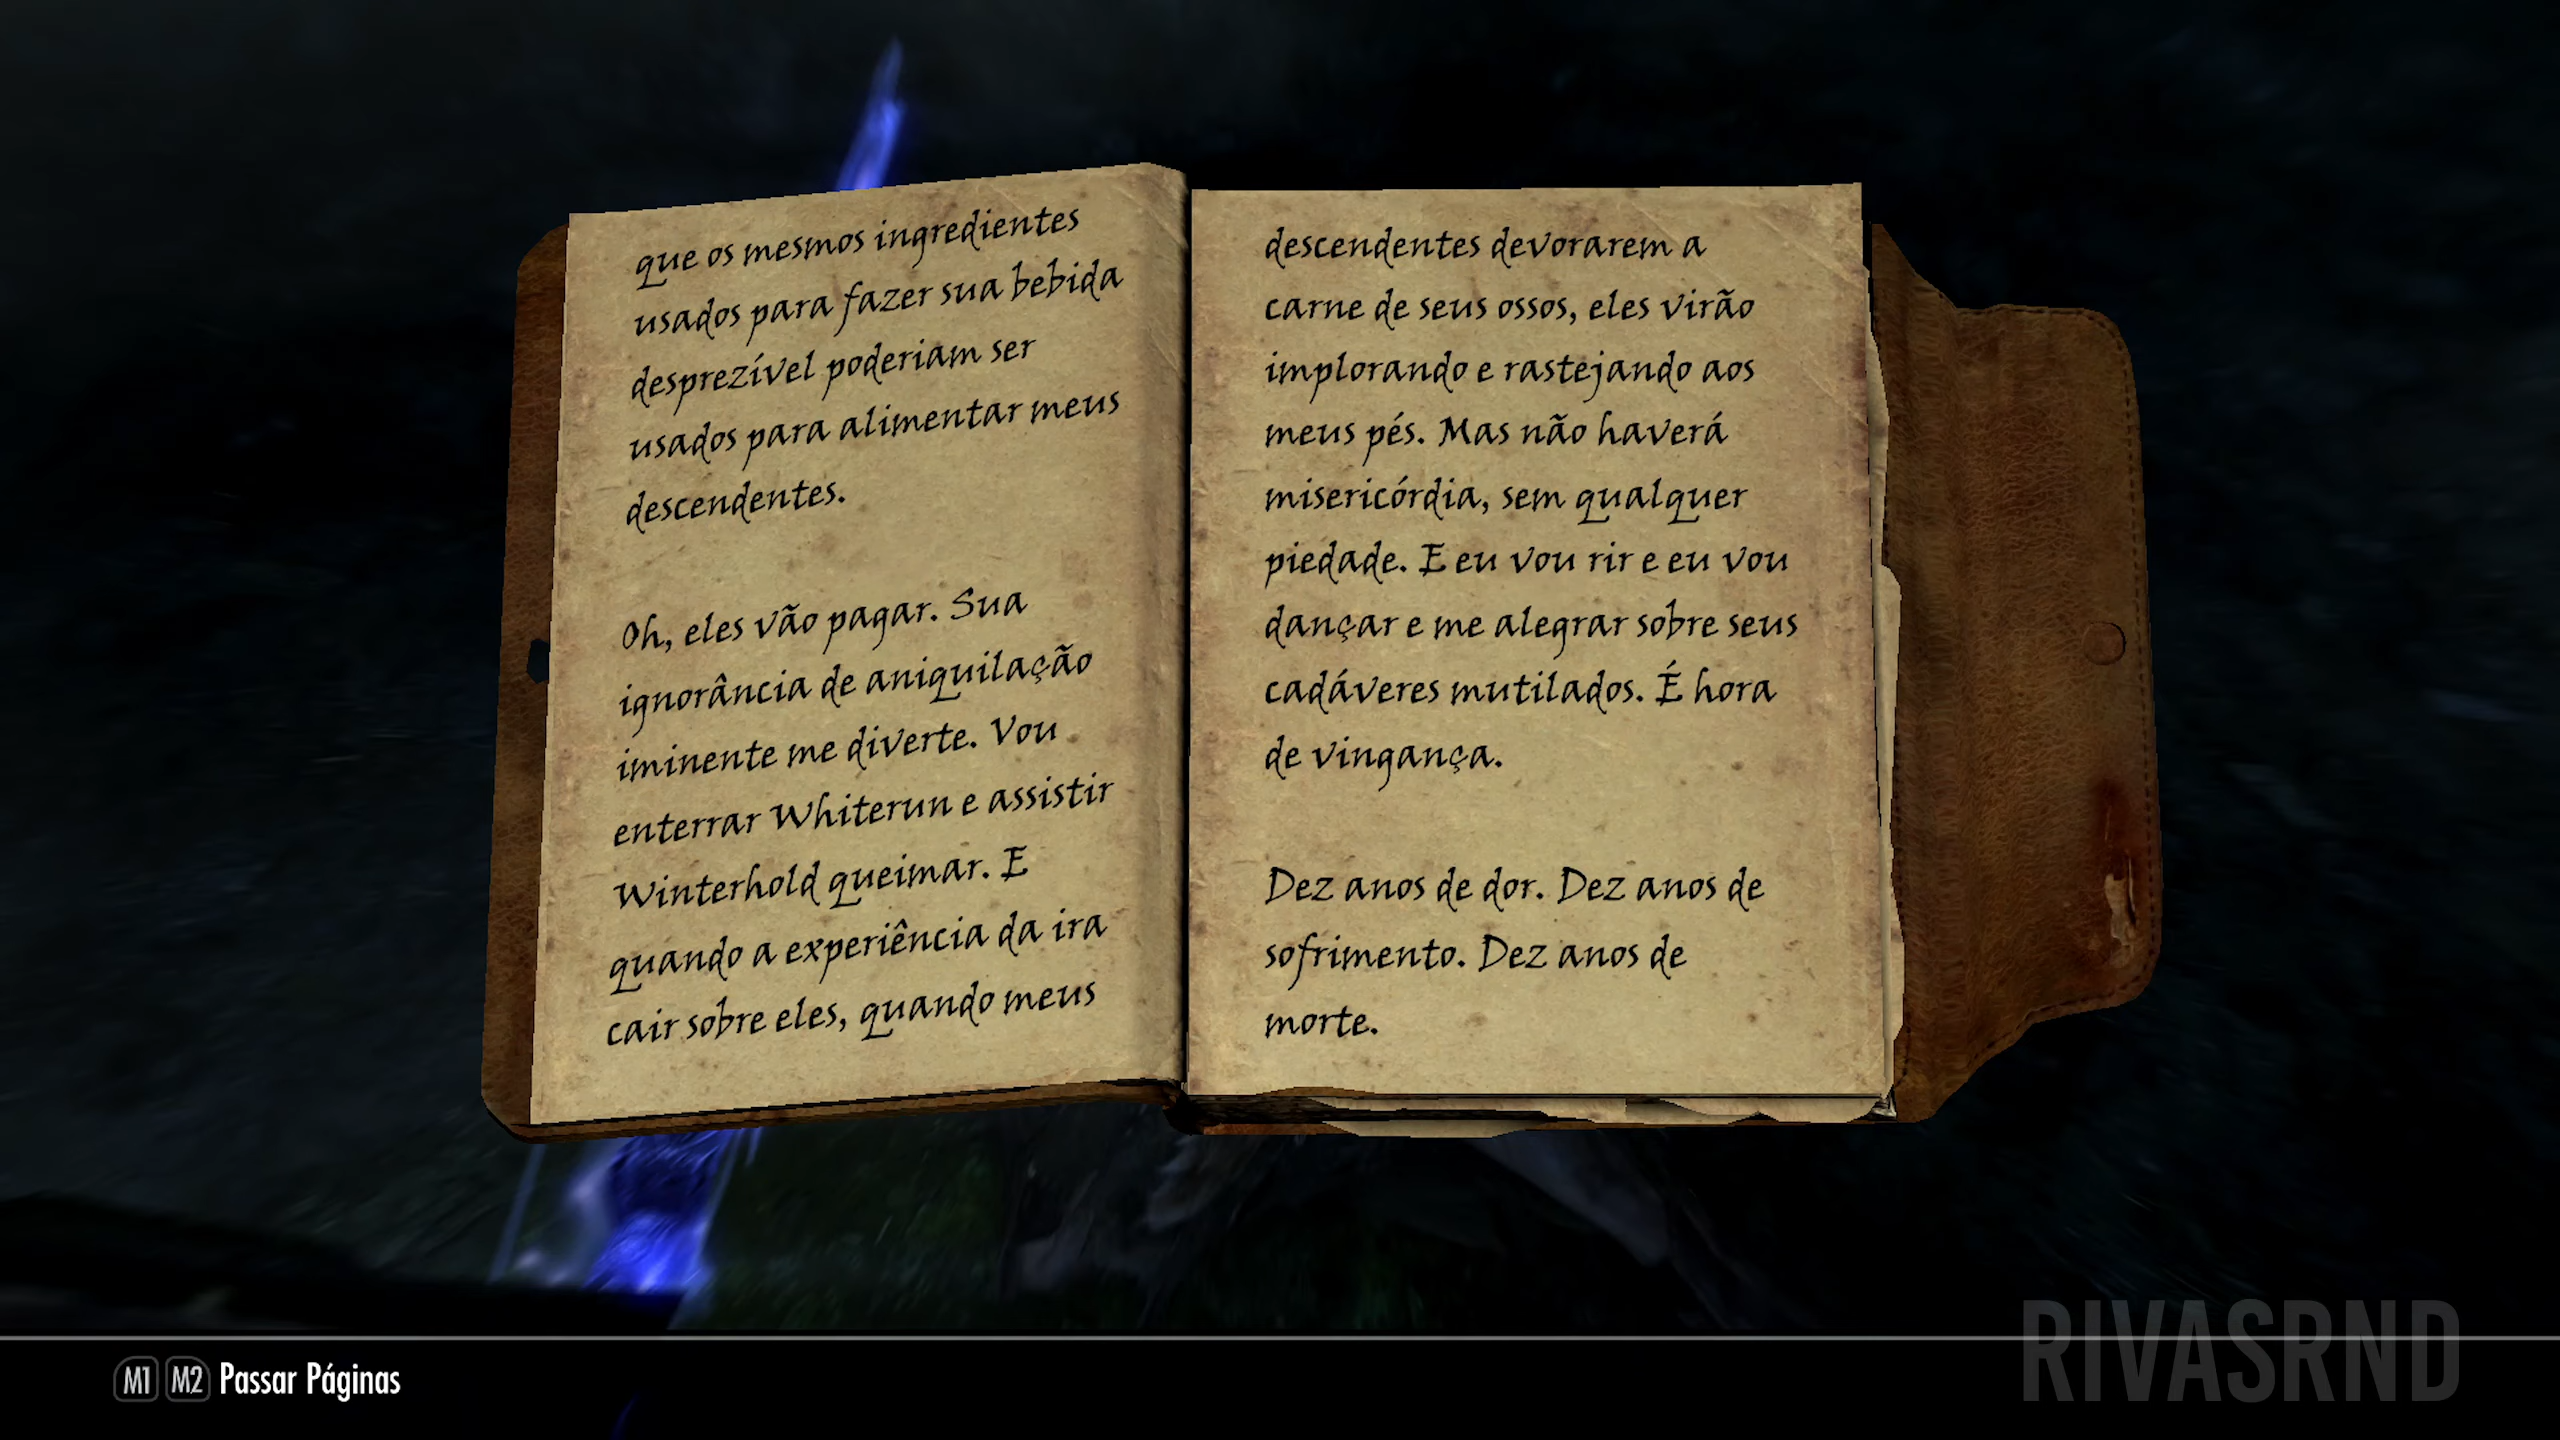 que os mesmos ingredientes
usados para fazer sua bebida
desprezível poderiam ser
usados para alimentar meus
descendentes.
Oh, eles vão pagar. Sua
ignorância de aniquilação
iminente me diverte. Vou
enterrar Whiterun e assistir
Winterhold queimar. E
quando a experiência da ira
cair sobre eles, quando meus
descendentes devorarem a
carne de seus ossos, eles virão
implorando e rastejando aos
meus pés. Mas não haverá
misericórdia, sem qualquer
piedade. E eu vou rir e eu vou
dançar e me alegrar sobre seus
cadáveres mutilados. É hora
de vingança.
Dez anos de dor. Dez anos de
sofrimento. Dez anos de
morte.
M1 M2 Passar Páginas
RIVASRND